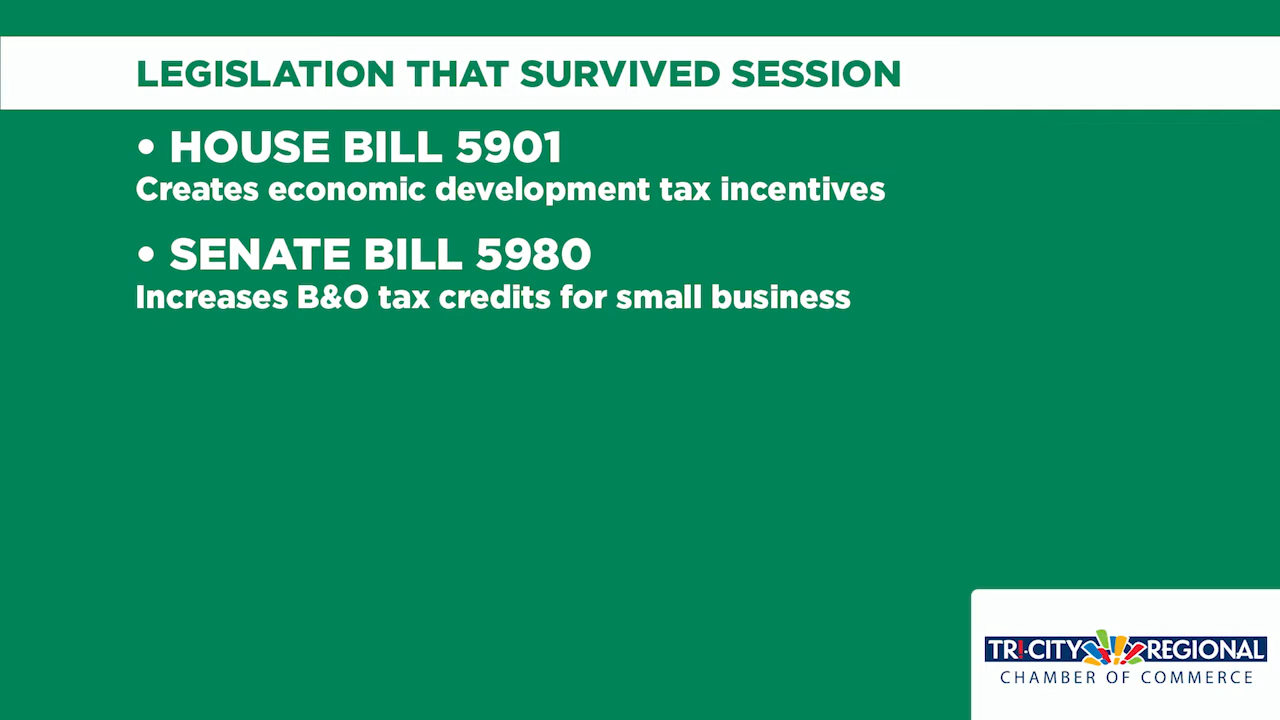 LEGISLATION THAT SURVIVED SESSION
• HOUSE BILL 5901
Creates economic development tax incentives
• SENATE BILL 5980
Increases B&O tax credits for small business
TRI-CITY REGIONAL
CHAMBER OF COMMERCE